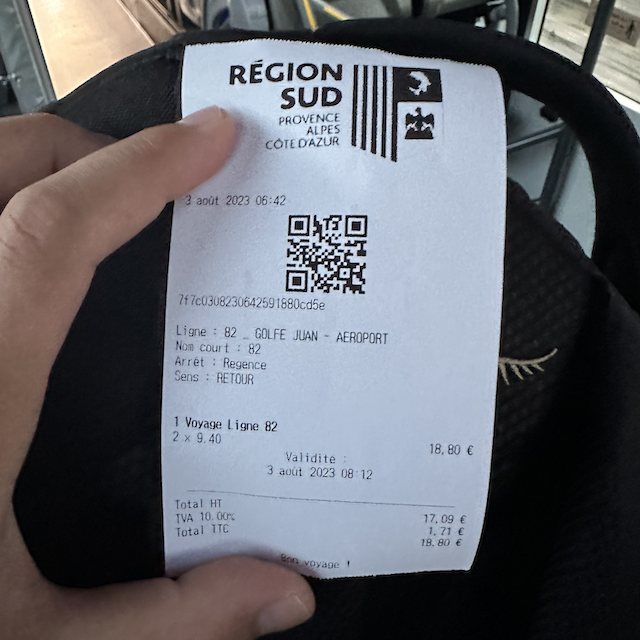 RÉGION
SUD
PROVENCE
ALPES
CÔTE D'AZUR
3 août 2023 06:42
7f7c0308230642591880cd5e
Ligne : 82 _ GOLFE JUAN - AEROPORT
Nom court : 82
Arrêt : Regence
Sens : RETOUR
1 Voyage Ligne 82
2 x 9.40 18,80 €
Validité :
3 août 2023 08:12
Total HT 17,09 €
TVA 10.00% 1,71 €
Total TTC 18.80 €
Bon voyage !